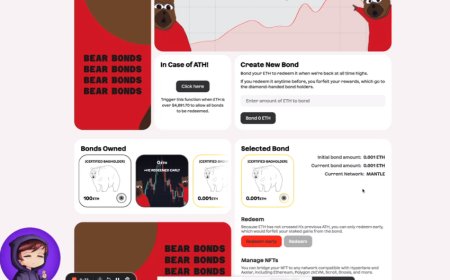 BEAR BONDS
BEAR BONDS
BEAR BONDS
BEAR BONDS
In Case of ATH!
Click here
Trigger this function when ETH is
over $4,891.70 to allow all bonds
to be redeemed.
Create New Bond
Bond your ETH to redeem it when we're back at all time highs.
If you redeem it anytime before, you forfeit your rewards, which go to
the diamond-handed bond holders.
Enter amount of ETH to bond!
Bond 0 ETH
Bonds Owned
[CERTIFIED BAGHOLDER]
100ETH
0ETH
>HE REDEEMED EARLY
[CERTIFIED
0.001ETH
Selected Bond
[CERTIFIED BAGHOLDER]
0.001ETH
Initial bond amount: 0.001 ETH
Current bond amount: 0.001 ETH
Current Network: MANTLE
Redeem
Because ETH has not crossed it's previous ATH, you can only redeem early,
which would forfeit your staked gains from the bond.
Redeem early
Redeem
Manage NFTs
You can bridge your NFT to any network compatible with Hyperlane and
Axelar, including Ethereum, Polygon zkEVM, Scroll, Gnosis, and more.
BEAR BONDS
BEAR BONDS